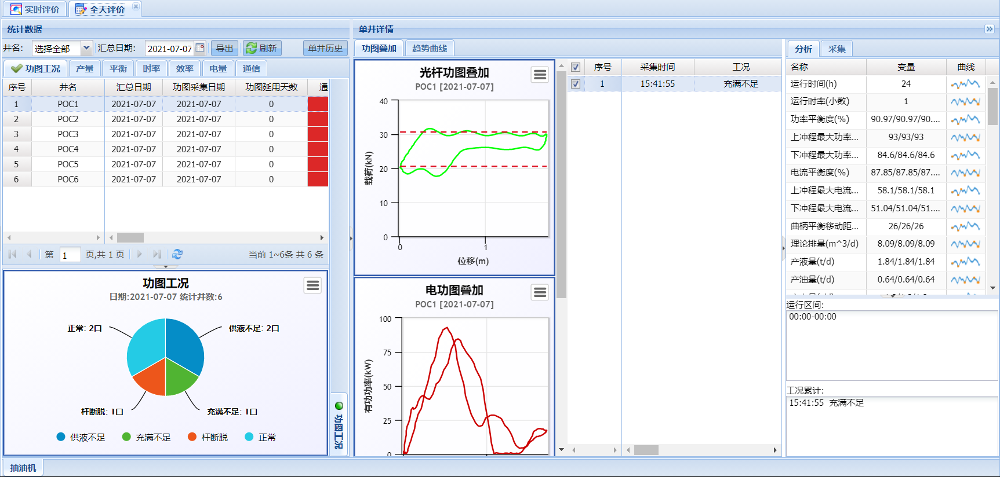 实时评价 全天评价
统计数据
井名: 选择全部 汇总日期: 2021-07-07 导出 刷新 单井历史
功图工况 产量 平衡 时率 效率 电量 通信
序号 井名 汇总日期 功图采集日期 功图延用天数 通
1 POC1 2021-07-07 2021-07-07 0
2 POC2 2021-07-07 2021-07-07 0
3 POC3 2021-07-07 2021-07-07 0
4 POC4 2021-07-07 2021-07-07 0
5 POC5 2021-07-07 2021-07-07 0
6 POC6 2021-07-07 2021-07-07 0
第 1 页,共 1 页 当前 1~6条 共 6 条
功图工况
日期:2021-07-07 统计井数:6
正常: 2口
供液不足: 2口
杆断脱: 1口
充满不足: 1口
供液不足 充满不足 杆断脱 正常
功图工况
抽油机
单井详情
功图叠加 趋势曲线
光杆功图叠加
POC1 [2021-07-07]
载荷(kN)
40
30
20
10
0
0 1
位移(m)
电功图叠加
POC1 [2021-07-07]
有功功率(kW)
100
75
50
25
0
序号 采集时间 工况
1 15:41:55 充满不足
分析 采集
名称 变量 曲线
运行时间(h) 24
运行时率(小数) 1
功率平衡度(%) 90.97/90.97/90....
上冲程最大功率... 93/93/93
下冲程最大功率... 84.6/84.6/84.6
电流平衡度(%) 87.85/87.85/87....
上冲程最大电流... 58.1/58.1/58.1
下冲程最大电流... 51.04/51.04/51....
曲柄平衡移动距... 26/26/26
理论排量(m^3/d) 8.09/8.09/8.09
产液量(t/d) 1.84/1.84/1.84
产油量(t/d) 0.64/0.64/0.64
运行区间:
00:00-00:00
工况累计:
15:41:55 充满不足